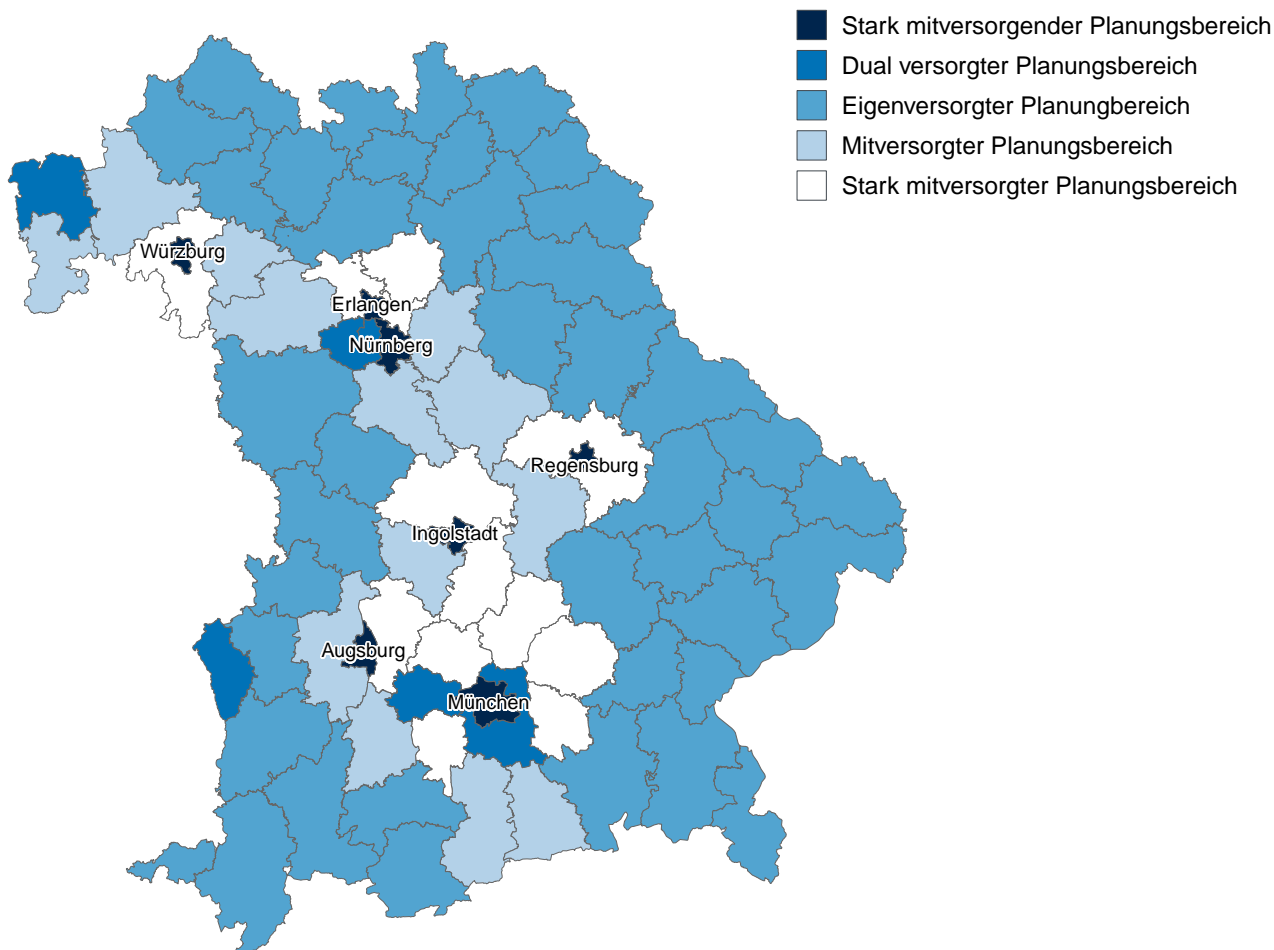 Stark mitversorgender Planungsbereich
Dual versorgter Planungsbereich
Eigenversorgter Planungbereich
Mitversorgter Planungsbereich
Stark mitversorgter Planungsbereich
Würzburg
Erlangen
Nürnberg
Regensburg
Ingolstadt
Augsburg
München